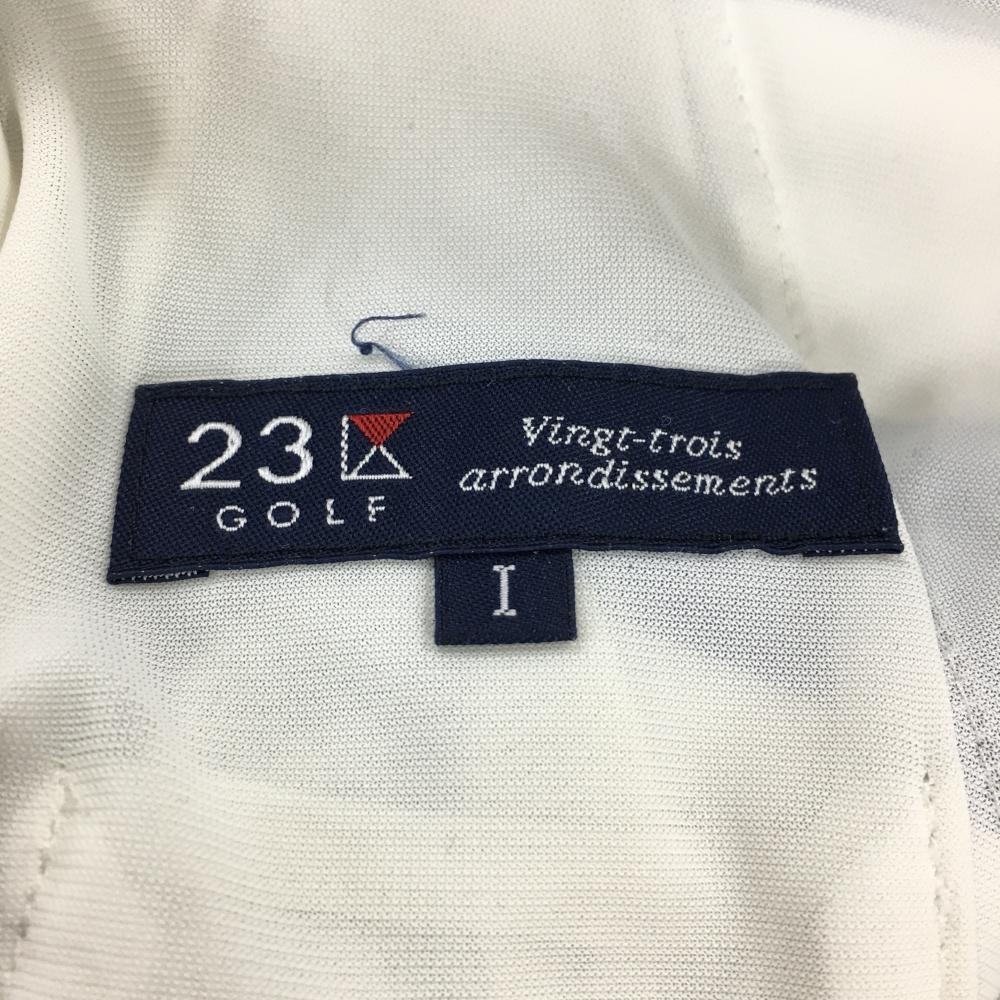 23
GOLF
Vingt-trois
arrondissements
I